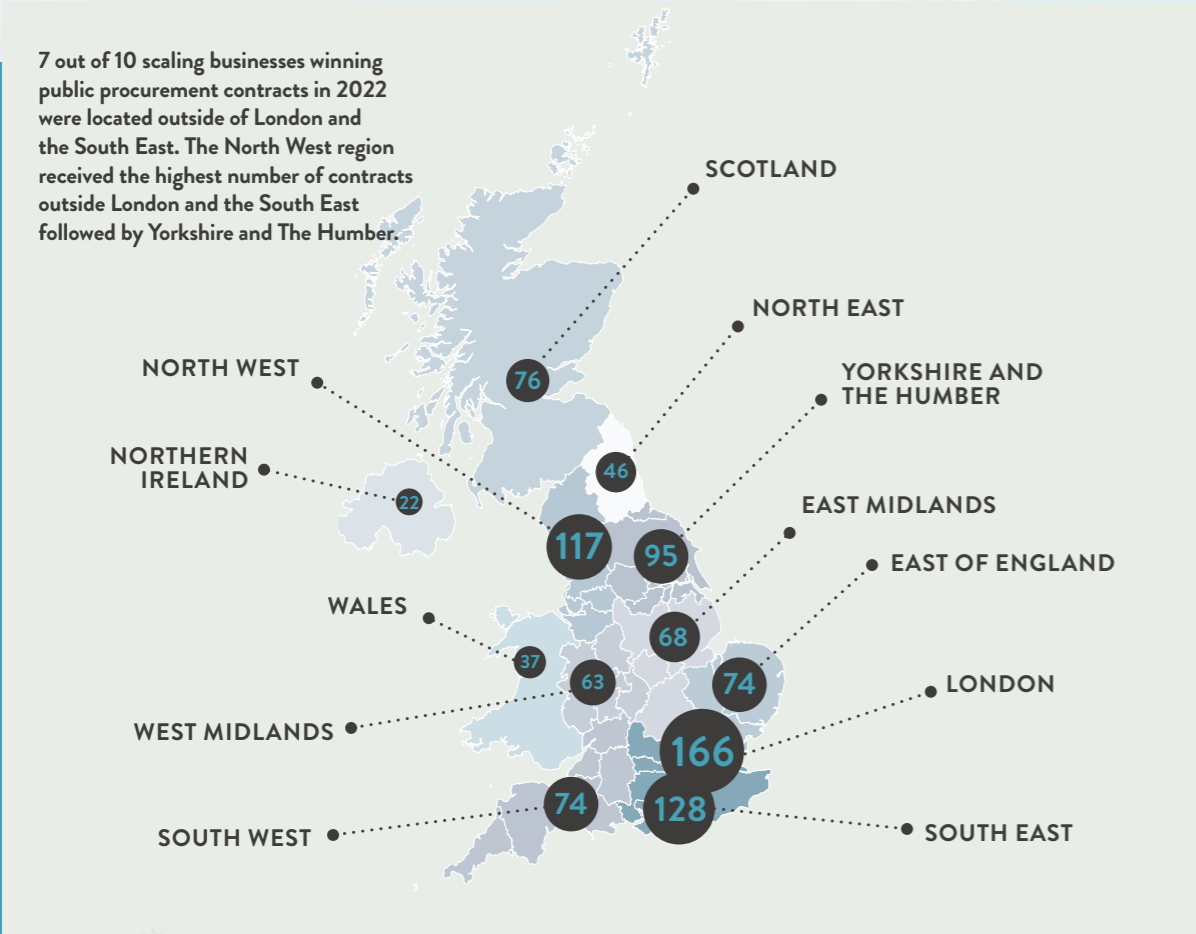 7 out of 10 scaling businesses winning
public procurement contracts in 2022
were located outside of London and
the South East. The North West region
received the highest number of contracts
outside London and the South East
followed by Yorkshire and The Humber.
SCOTLAND
76
NORTH EAST
46
NORTH WEST
117
YORKSHIRE AND
THE HUMBER
95
NORTHERN
IRELAND
22
EAST MIDLANDS
68
EAST OF ENGLAND
74
WALES
37
WEST MIDLANDS
63
LONDON
166
SOUTH WEST
74
SOUTH EAST
128